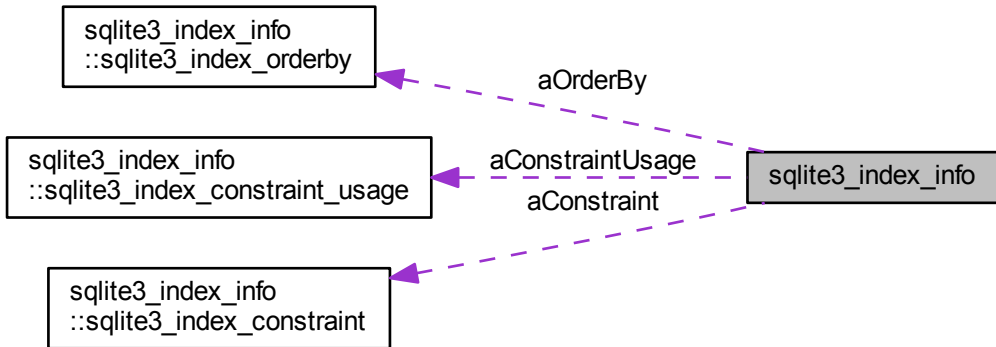 sqlite3_index_info
::sqlite3_index_orderby
aOrderBy
sqlite3_index_info
::sqlite3_index_constraint_usage
aConstraintUsage
sqlite3_index_info
aConstraint
sqlite3_index_info
::sqlite3_index_constraint